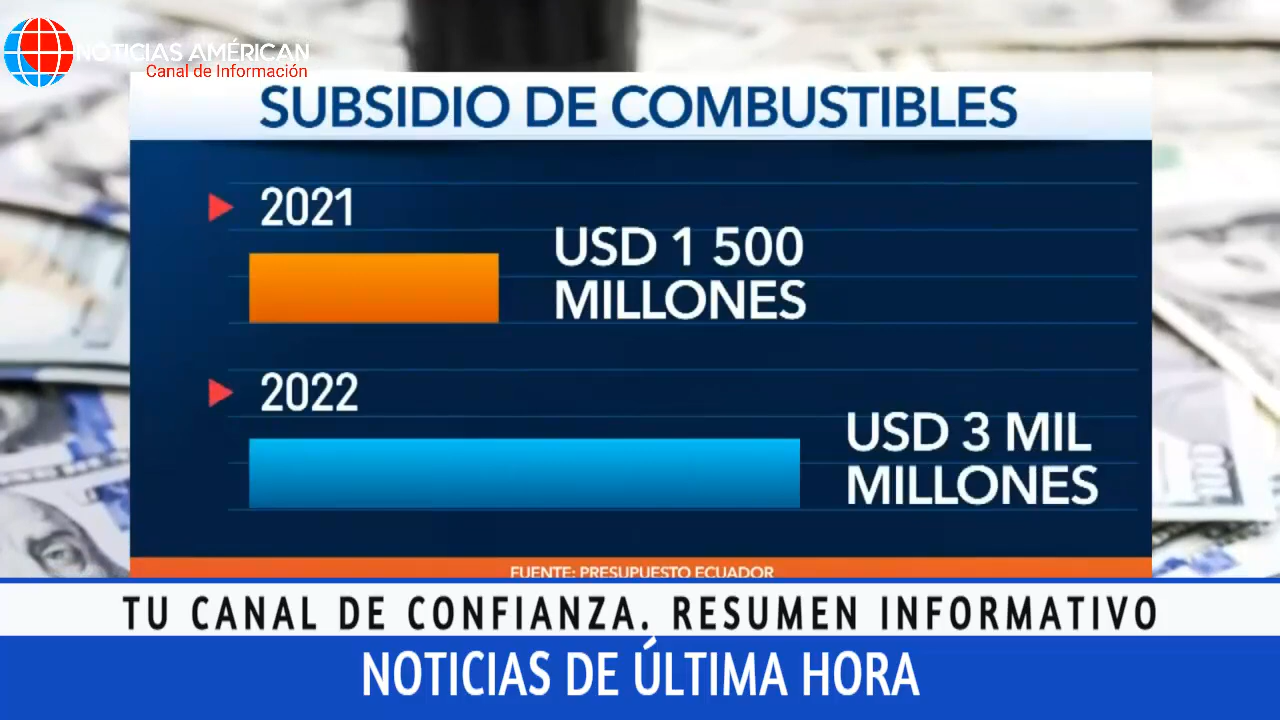 NOTICIAS AMÉRICAN
Canal de Información
SUBSIDIO DE COMBUSTIBLES
2021
USD 1 500
MILLONES
2022
USD 3 MIL
MILLONES
FUENTE: PRESUPUESTO ECUADOR
TU CANAL DE CONFIANZA. RESUMEN INFORMATIVO
NOTICIAS DE ÚLTIMA HORA